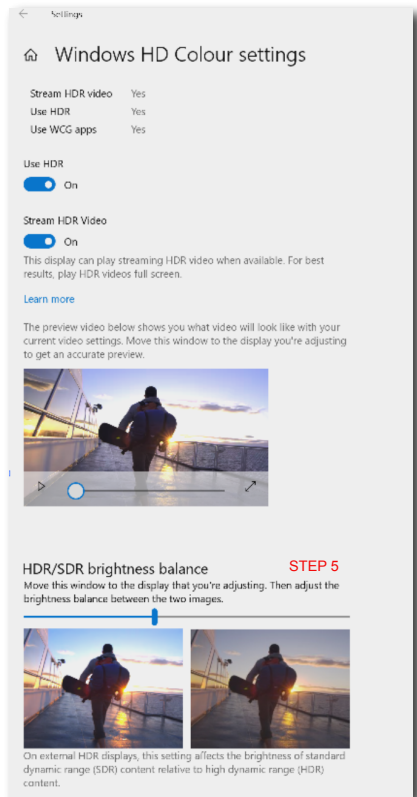 Settings
Windows HD Colour settings
Stream HDR video Yes
Use HDR Yes
Use WCG apps Yes
Use HDR
On
Stream HDR Video
On
This display can play streaming HDR video when available. For best
results, play HDR videos full screen.
Learn more
The preview video below shows you what video will look like with your
current video settings. Move this window to the display you're adjusting
to get an accurate preview.
HDR/SDR brightness balance STEP 5
Move this window to the display that you're adjusting. Then adjust the
brightness balance between the two images.
On external HDR displays, this setting affects the brightness of standard
dynamic range (SDR) content relative to high dynamic range (HDR)
content.